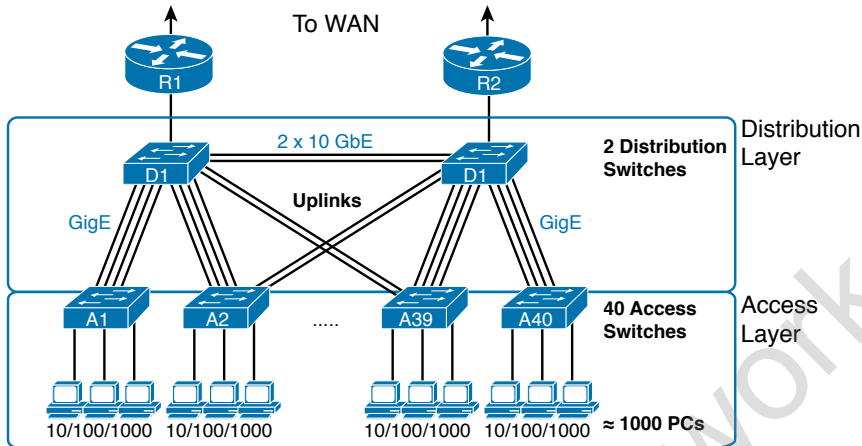 To WAN
R1
R2
Distribution
Layer
2 x 10 GbE
2 Distribution
Switches
D1
D1
Uplinks
GigE
GigE
A1
A2
.....
A39
A40
40 Access
Switches
Access
Layer
10/100/1000
10/100/1000
10/100/1000
10/100/1000
≈ 1000 PCs
work